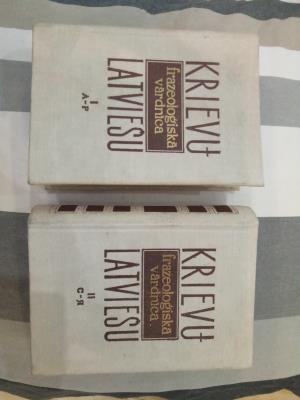 KRIEVU-
frazeoloģiskā
vārdnīca
LATVIEŠU
I
А-Р
KRIEVU-
frazeoloģiskā
vārdnīca
LATVIEŠU
II
С-Я